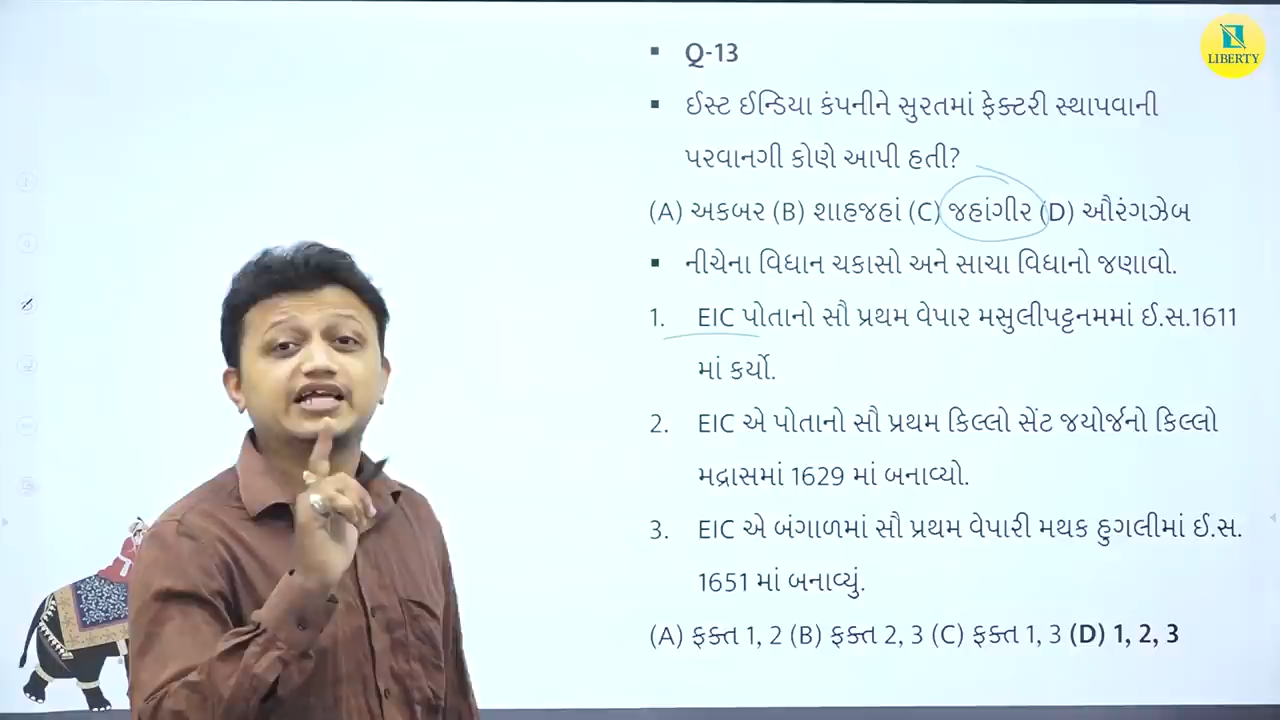 LIBERTY
▪ Q-13
▪ ઈસ્ટ ઈન્ડિયા કંપનીને સુરતમાં ફેક્ટરી સ્થાપવાની
પરવાનગી કોણે આપી હતી?
(A) અકબર (B) શાહજહાં (C) જહાંગીર (D) ઔરંગઝેબ
▪ નીચેના વિધાન ચકાસો અને સાચા વિધાનો જણાવો.
1. EIC પોતાનો સૌ પ્રથમ વેપાર મસુલીપટ્ટનમમાં ઈ.સ.1611
માં કર્યો.
2. EIC એ પોતાનો સૌ પ્રથમ કિલ્લો સેંટ જયોર્જનો કિલ્લો
મદ્રાસમાં 1629 માં બનાવ્યો.
3. EIC એ બંગાળમાં સૌ પ્રથમ વેપારી મથક હુગલીમાં ઈ.સ.
1651 માં બનાવ્યું.
(A) ફક્ત 1, 2 (B) ફક્ત 2, 3 (C) ફક્ત 1, 3 (D) 1, 2, 3